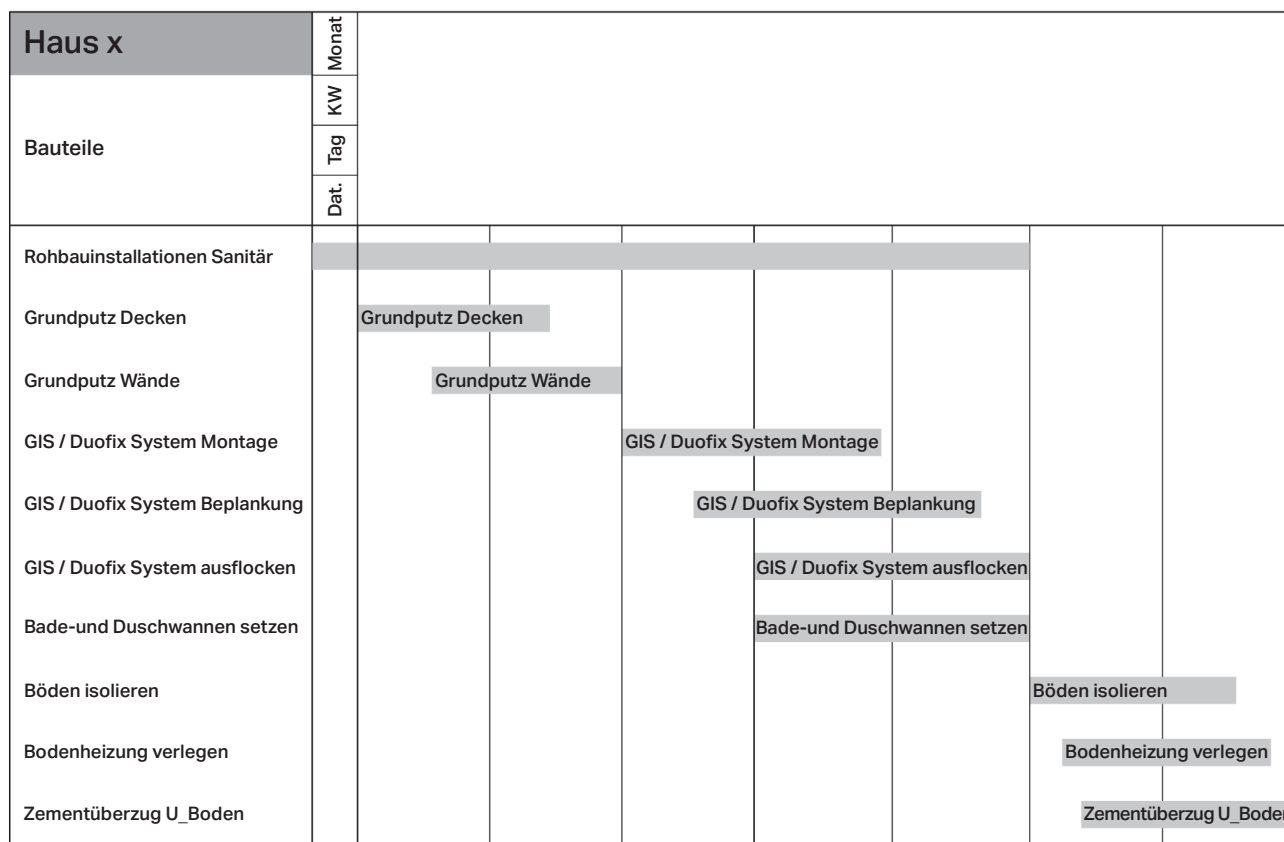 Haus x
Monat
KW
Bauteile
Tag
Dat.
Rohbauinstallationen Sanitär
Grundputz Decken Grundputz Decken
Grundputz Wände Grundputz Wände
GIS / Duofix System Montage GIS / Duofix System Montage
GIS / Duofix System Beplankung GIS / Duofix System Beplankung
GIS / Duofix System ausflocken GIS / Duofix System ausflocken
Bade-und Duschwannen setzen Bade-und Duschwannen setzen
Böden isolieren Böden isolieren
Bodenheizung verlegen Bodenheizung verlegen
Zementüberzug U_Boden Zementüberzug U_Boden